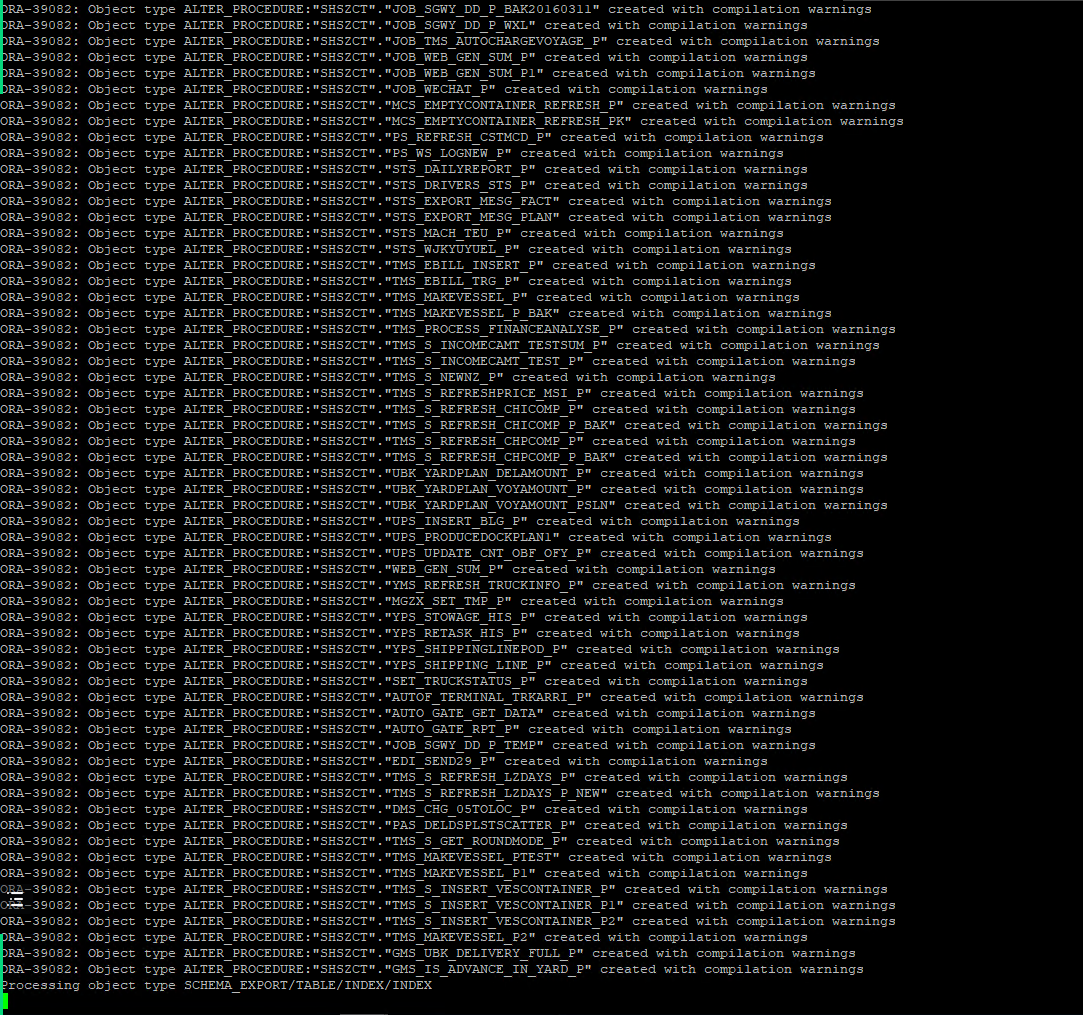 ORA-39082: Object type ALTER_PROCEDURE:"SHSZCT"."JOB_SGWY_DD_P_BAK20160311" created with compilation warnings
ORA-39082: Object type ALTER_PROCEDURE:"SHSZCT"."JOB_SGWY_DD_P_WXL" created with compilation warnings
ORA-39082: Object type ALTER_PROCEDURE:"SHSZCT"."JOB_TMS_AUTOCHARGEVOYAGE_P" created with compilation warnings
ORA-39082: Object type ALTER_PROCEDURE:"SHSZCT"."JOB_WEB_GEN_SUM_P" created with compilation warnings
ORA-39082: Object type ALTER_PROCEDURE:"SHSZCT"."JOB_WEB_GEN_SUM_P1" created with compilation warnings
ORA-39082: Object type ALTER_PROCEDURE:"SHSZCT"."JOB_WECHAT_P" created with compilation warnings
ORA-39082: Object type ALTER_PROCEDURE:"SHSZCT"."MCS_EMPTYCONTAINER_REFRESH_P" created with compilation warnings
ORA-39082: Object type ALTER_PROCEDURE:"SHSZCT"."MCS_EMPTYCONTAINER_REFRESH_PK" created with compilation warnings
ORA-39082: Object type ALTER_PROCEDURE:"SHSZCT"."PS_REFRESH_CSTMCD_P" created with compilation warnings
ORA-39082: Object type ALTER_PROCEDURE:"SHSZCT"."PS_WS_LOGNEW_P" created with compilation warnings
ORA-39082: Object type ALTER_PROCEDURE:"SHSZCT"."STS_DAILYREPORT_P" created with compilation warnings
ORA-39082: Object type ALTER_PROCEDURE:"SHSZCT"."STS_DRIVERS_STS_P" created with compilation warnings
ORA-39082: Object type ALTER_PROCEDURE:"SHSZCT"."STS_EXPORT_MESG_FACT" created with compilation warnings
ORA-39082: Object type ALTER_PROCEDURE:"SHSZCT"."STS_EXPORT_MESG_PLAN" created with compilation warnings
ORA-39082: Object type ALTER_PROCEDURE:"SHSZCT"."STS_MACH_TEU_P" created with compilation warnings
ORA-39082: Object type ALTER_PROCEDURE:"SHSZCT"."STS_WJKYUYUEL_P" created with compilation warnings
ORA-39082: Object type ALTER_PROCEDURE:"SHSZCT"."TMS_EBILL_INSERT_P" created with compilation warnings
ORA-39082: Object type ALTER_PROCEDURE:"SHSZCT"."TMS_EBILL_TRG_P" created with compilation warnings
ORA-39082: Object type ALTER_PROCEDURE:"SHSZCT"."TMS_MAKEVESSEL_P" created with compilation warnings
ORA-39082: Object type ALTER_PROCEDURE:"SHSZCT"."TMS_MAKEVESSEL_P_BAK" created with compilation warnings
ORA-39082: Object type ALTER_PROCEDURE:"SHSZCT"."TMS_PROCESS_FINANCEANALYSE_P" created with compilation warnings
ORA-39082: Object type ALTER_PROCEDURE:"SHSZCT"."TMS_S_INCOMECAMT_TESTSUM_P" created with compilation warnings
ORA-39082: Object type ALTER_PROCEDURE:"SHSZCT"."TMS_S_INCOMECAMT_TEST_P" created with compilation warnings
ORA-39082: Object type ALTER_PROCEDURE:"SHSZCT"."TMS_S_NEWNZ_P" created with compilation warnings
ORA-39082: Object type ALTER_PROCEDURE:"SHSZCT"."TMS_S_REFRESHPRICE_MSI_P" created with compilation warnings
ORA-39082: Object type ALTER_PROCEDURE:"SHSZCT"."TMS_S_REFRESH_CHICOMP_P" created with compilation warnings
ORA-39082: Object type ALTER_PROCEDURE:"SHSZCT"."TMS_S_REFRESH_CHICOMP_P_BAK" created with compilation warnings
ORA-39082: Object type ALTER_PROCEDURE:"SHSZCT"."TMS_S_REFRESH_CHPCOMP_P" created with compilation warnings
ORA-39082: Object type ALTER_PROCEDURE:"SHSZCT"."TMS_S_REFRESH_CHPCOMP_P_BAK" created with compilation warnings
ORA-39082: Object type ALTER_PROCEDURE:"SHSZCT"."UBK_YARDPLAN_DELAMOUNT_P" created with compilation warnings
ORA-39082: Object type ALTER_PROCEDURE:"SHSZCT"."UBK_YARDPLAN_VOYAMOUNT_P" created with compilation warnings
ORA-39082: Object type ALTER_PROCEDURE:"SHSZCT"."UBK_YARDPLAN_VOYAMOUNT_PSLN" created with compilation warnings
ORA-39082: Object type ALTER_PROCEDURE:"SHSZCT"."UPS_INSERT_BLG_P" created with compilation warnings
ORA-39082: Object type ALTER_PROCEDURE:"SHSZCT"."UPS_PRODUCEDOCKPLAN1" created with compilation warnings
ORA-39082: Object type ALTER_PROCEDURE:"SHSZCT"."UPS_UPDATE_CNT_OBF_OFY_P" created with compilation warnings
ORA-39082: Object type ALTER_PROCEDURE:"SHSZCT"."WEB_GEN_SUM_P" created with compilation warnings
ORA-39082: Object type ALTER_PROCEDURE:"SHSZCT"."YMS_REFRESH_TRUCKINFO_P" created with compilation warnings
ORA-39082: Object type ALTER_PROCEDURE:"SHSZCT"."MGZX_SET_TMP_P" created with compilation warnings
ORA-39082: Object type ALTER_PROCEDURE:"SHSZCT"."YPS_STOWAGE_HIS_P" created with compilation warnings
ORA-39082: Object type ALTER_PROCEDURE:"SHSZCT"."YPS_RETASK_HIS_P" created with compilation warnings
ORA-39082: Object type ALTER_PROCEDURE:"SHSZCT"."YPS_SHIPPINGLINEPOD_P" created with compilation warnings
ORA-39082: Object type ALTER_PROCEDURE:"SHSZCT"."YPS_SHIPPING_LINE_P" created with compilation warnings
ORA-39082: Object type ALTER_PROCEDURE:"SHSZCT"."SET_TRUCKSTATUS_P" created with compilation warnings
ORA-39082: Object type ALTER_PROCEDURE:"SHSZCT"."AUTOF_TERMINAL_TRKARRI_P" created with compilation warnings
ORA-39082: Object type ALTER_PROCEDURE:"SHSZCT"."AUTO_GATE_GET_DATA" created with compilation warnings
ORA-39082: Object type ALTER_PROCEDURE:"SHSZCT"."AUTO_GATE_RPT_P" created with compilation warnings
ORA-39082: Object type ALTER_PROCEDURE:"SHSZCT"."JOB_SGWY_DD_P_TEMP" created with compilation warnings
ORA-39082: Object type ALTER_PROCEDURE:"SHSZCT"."EDI_SEND29_P" created with compilation warnings
ORA-39082: Object type ALTER_PROCEDURE:"SHSZCT"."TMS_S_REFRESH_LZDAYS_P" created with compilation warnings
ORA-39082: Object type ALTER_PROCEDURE:"SHSZCT"."TMS_S_REFRESH_LZDAYS_P_NEW" created with compilation warnings
ORA-39082: Object type ALTER_PROCEDURE:"SHSZCT"."DMS_CHG_05TOLOC_P" created with compilation warnings
ORA-39082: Object type ALTER_PROCEDURE:"SHSZCT"."PAS_DELDSPLSTSCATTER_P" created with compilation warnings
ORA-39082: Object type ALTER_PROCEDURE:"SHSZCT"."TMS_S_GET_ROUNDMODE_P" created with compilation warnings
ORA-39082: Object type ALTER_PROCEDURE:"SHSZCT"."TMS_MAKEVESSEL_PTEST" created with compilation warnings
ORA-39082: Object type ALTER_PROCEDURE:"SHSZCT"."TMS_MAKEVESSEL_P1" created with compilation warnings
ORA-39082: Object type ALTER_PROCEDURE:"SHSZCT"."TMS_S_INSERT_VESCONTAINER_P" created with compilation warnings
ORA-39082: Object type ALTER_PROCEDURE:"SHSZCT"."TMS_S_INSERT_VESCONTAINER_P1" created with compilation warnings
ORA-39082: Object type ALTER_PROCEDURE:"SHSZCT"."TMS_S_INSERT_VESCONTAINER_P2" created with compilation warnings
ORA-39082: Object type ALTER_PROCEDURE:"SHSZCT"."TMS_MAKEVESSEL_P2" created with compilation warnings
ORA-39082: Object type ALTER_PROCEDURE:"SHSZCT"."GMS_UBK_DELIVERY_FULL_P" created with compilation warnings
ORA-39082: Object type ALTER_PROCEDURE:"SHSZCT"."GMS_IS_ADVANCE_IN_YARD_P" created with compilation warnings
Processing object type SCHEMA_EXPORT/TABLE/INDEX/INDEX